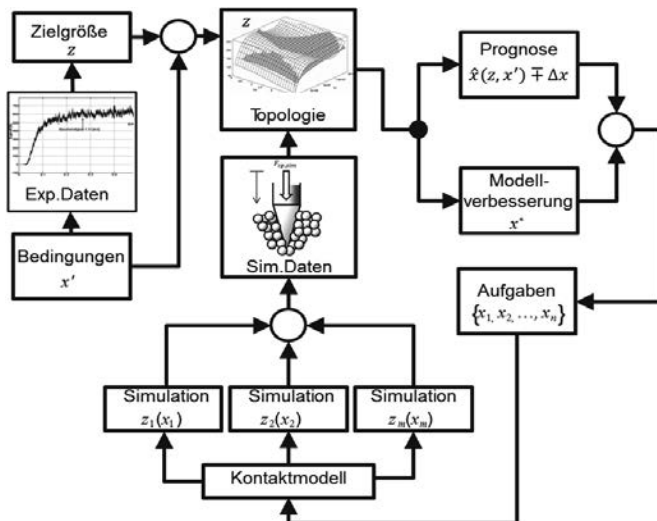 Zielgröße
z
Exp.Daten
Bedingungen
x′
z
Topologie
Sim.Daten
Prognose
x̂(z, x′) ∓ Δx
Modell-
verbesserung
x*
Aufgaben
{x₁, x₂, …, xₙ}
Simulation
z₁(x₁)
Simulation
z₂(x₂)
Simulation
zₘ(xₘ)
Kontaktmodell